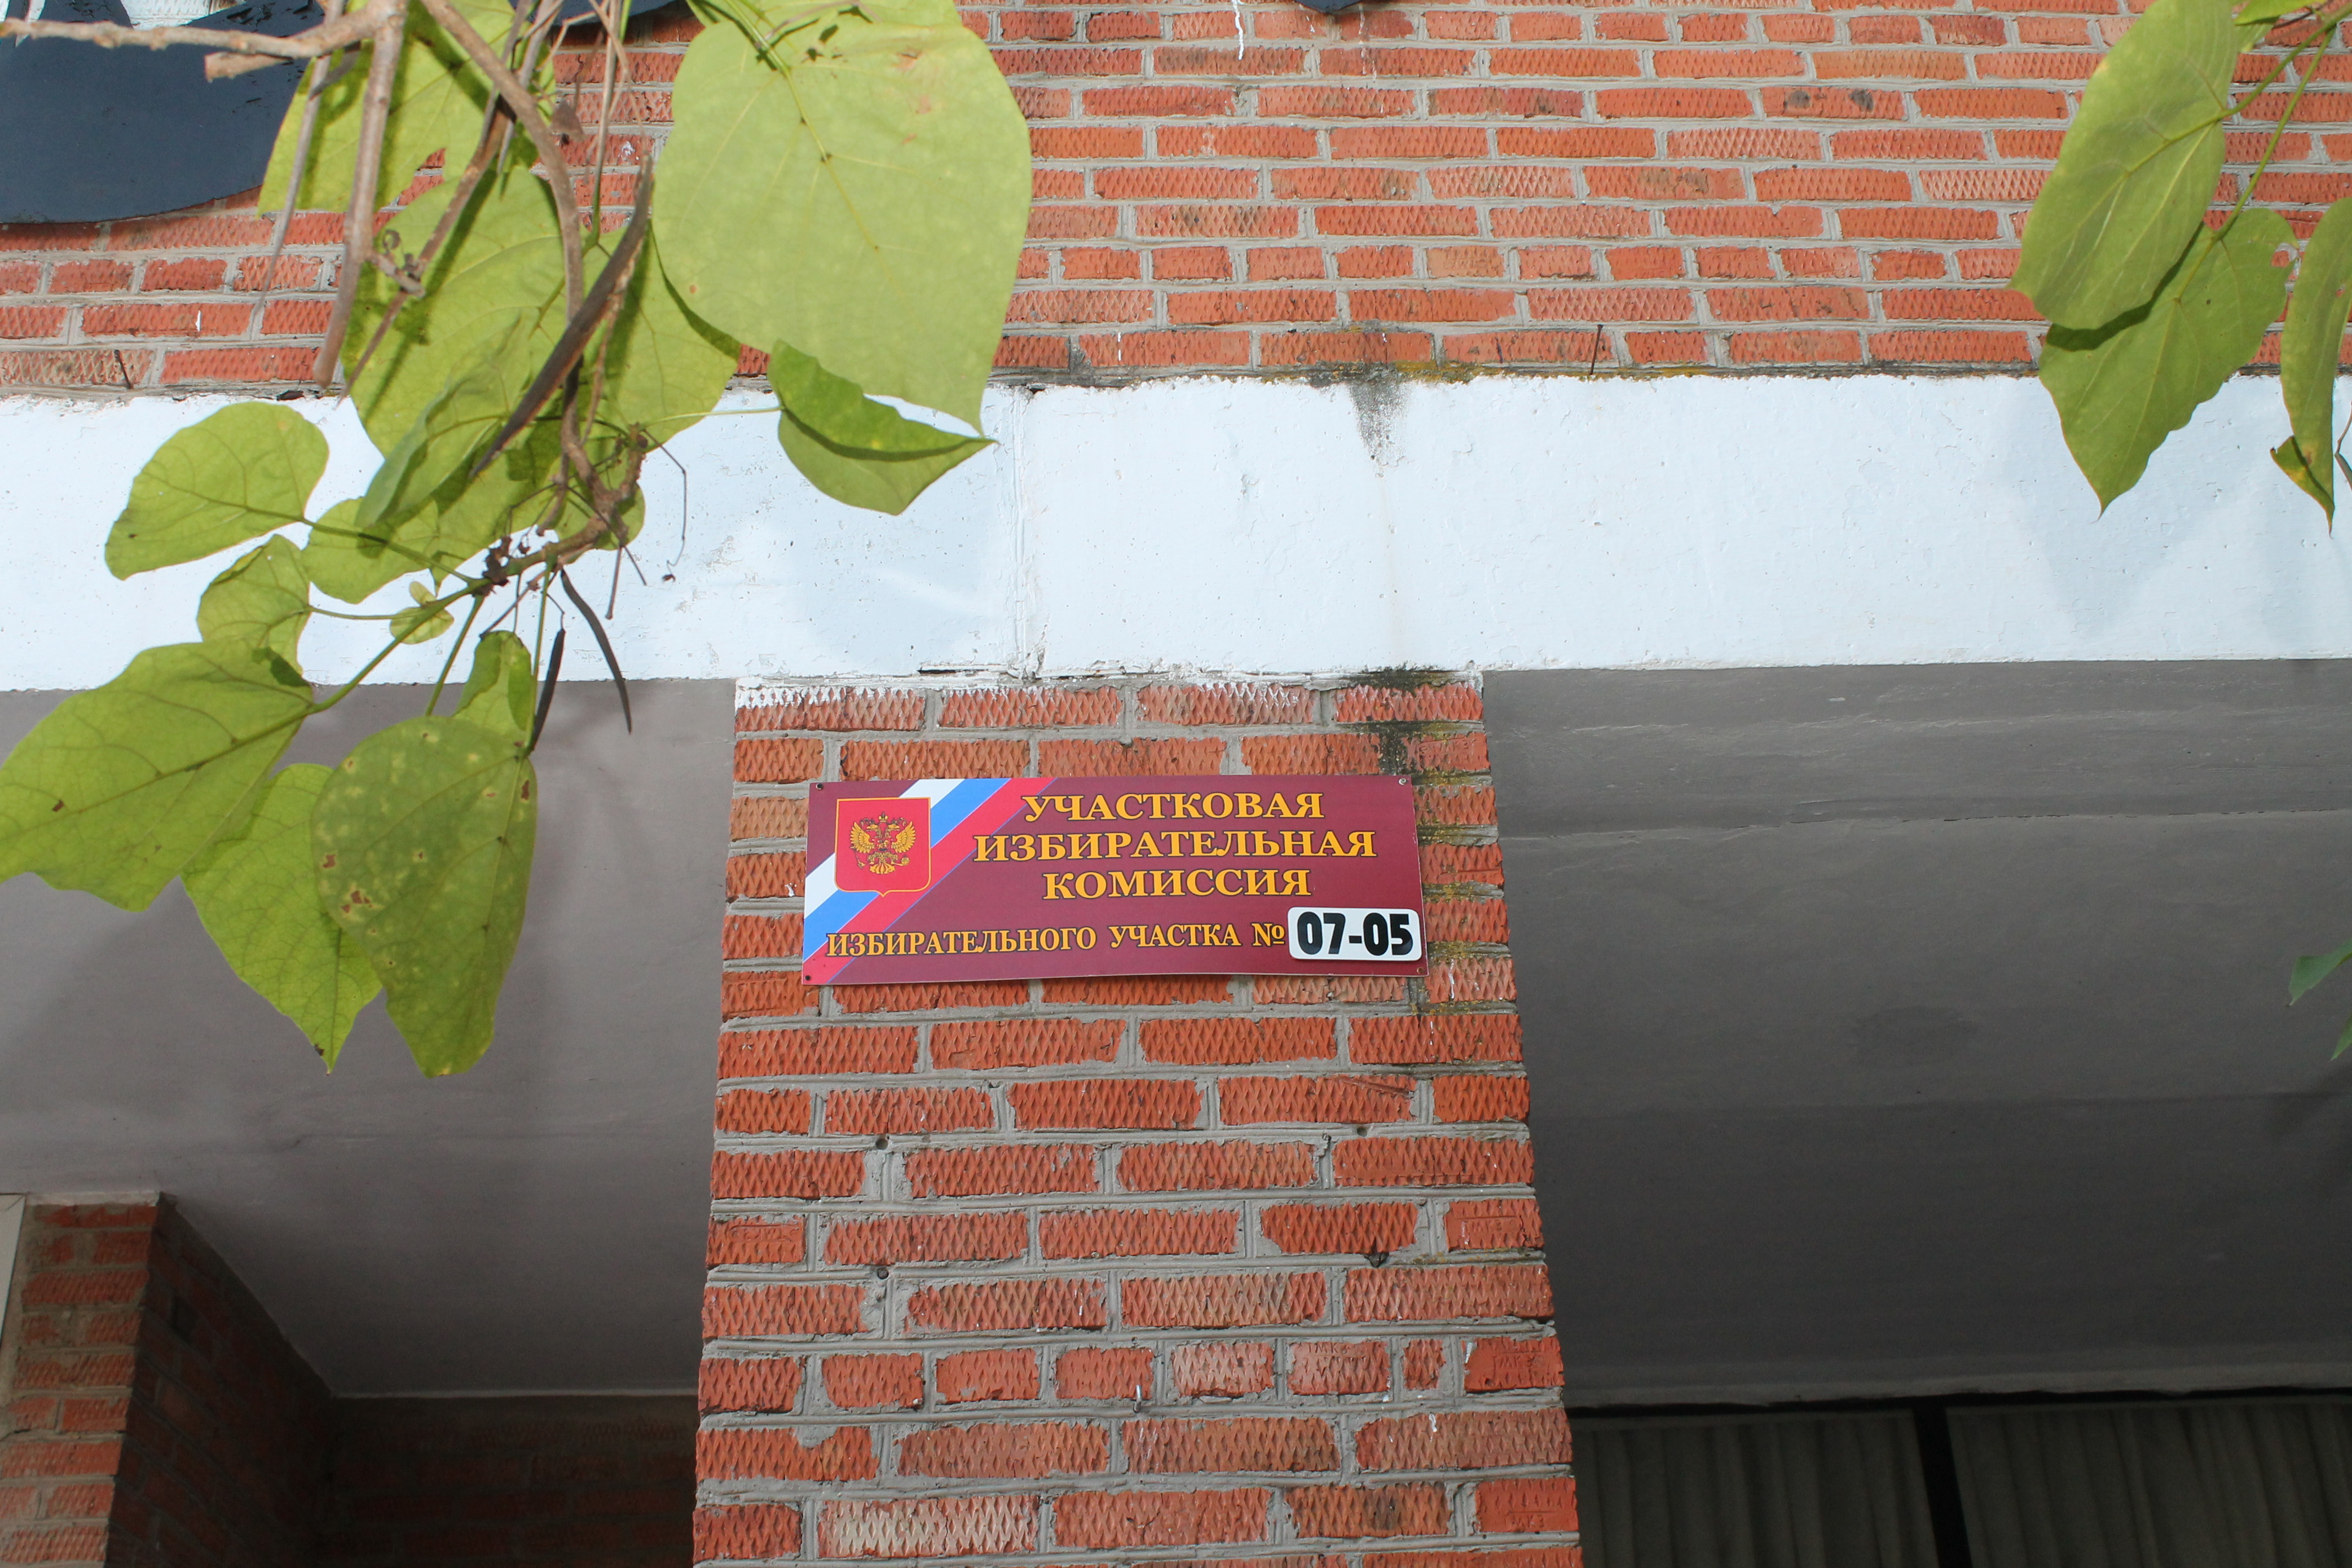 УЧАСТКОВАЯ
ИЗБИРАТЕЛЬНАЯ
КОМИССИЯ
ИЗБИРАТЕЛЬНОГО УЧАСТКА № 07-05